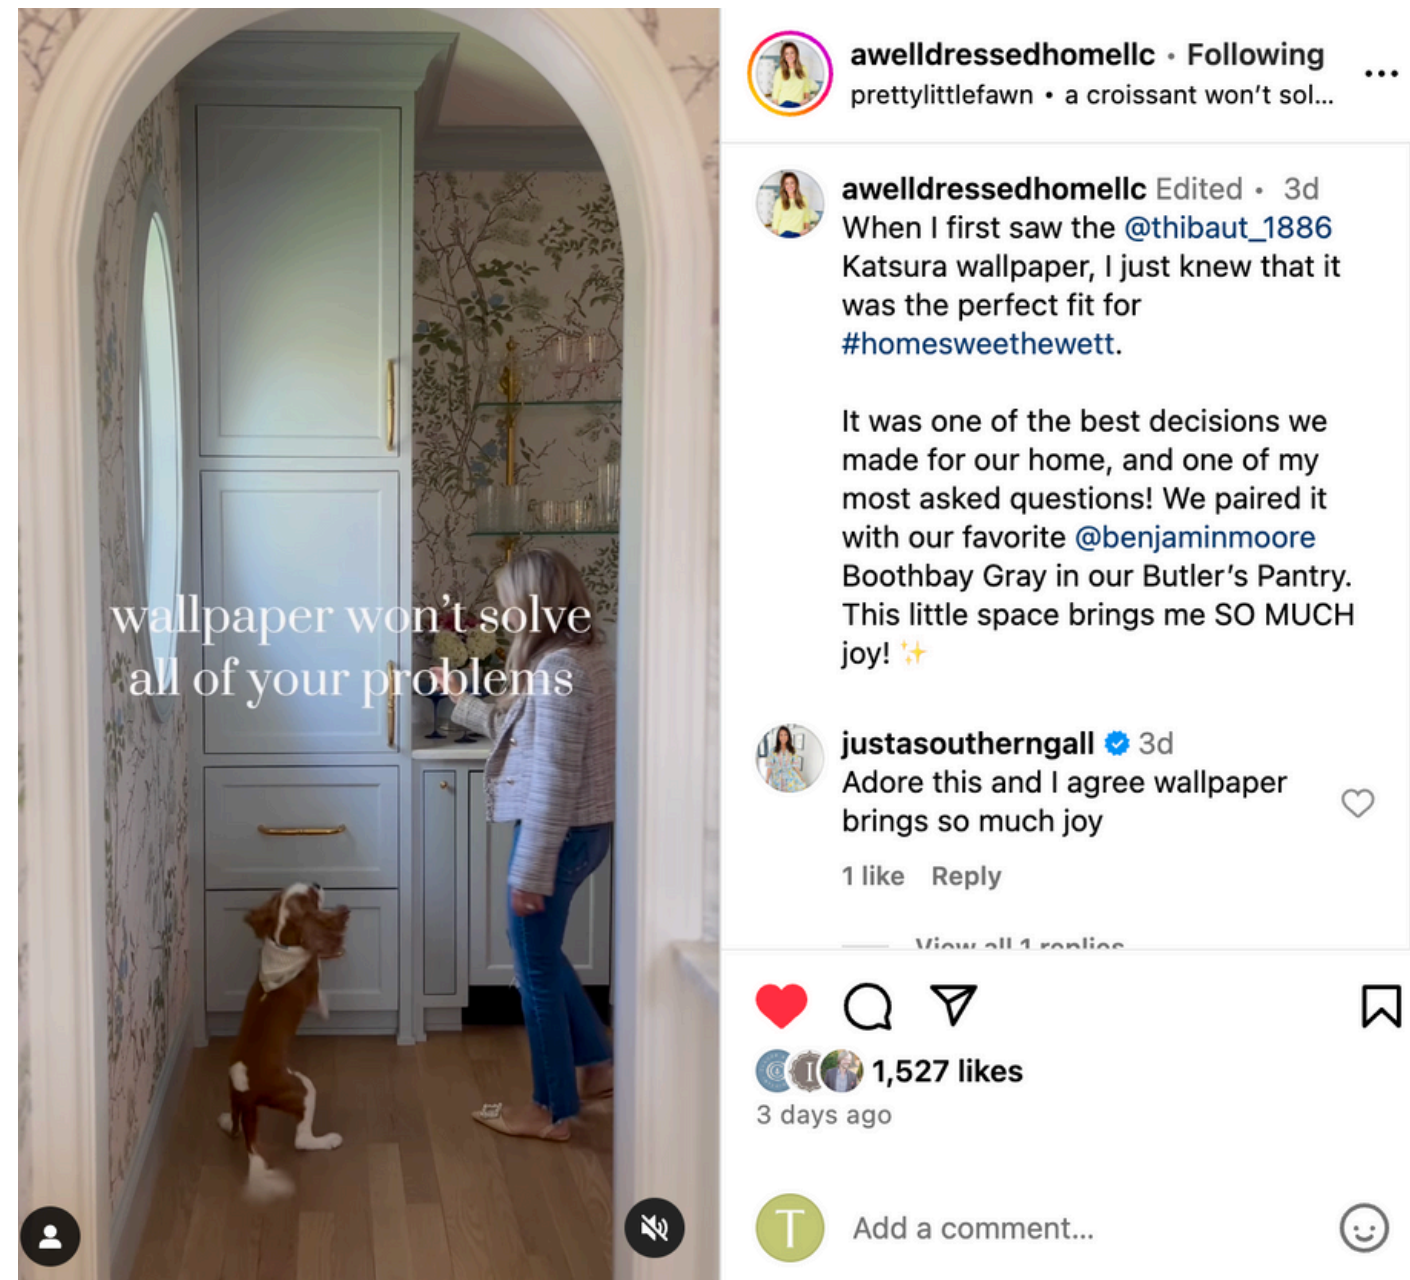 wallpaper won't solve
all of your problems
awelldressedhomellc • Following
prettylittlefawn • a croissant won't sol...
awelldressedhomellc Edited • 3d
When I first saw the @thibaut_1886
Katsura wallpaper, I just knew that it
was the perfect fit for
#homesweethewett.
It was one of the best decisions we
made for our home, and one of my
most asked questions! We paired it
with our favorite @benjaminmoore
Boothbay Gray in our Butler's Pantry.
This little space brings me SO MUCH
joy! ✨
justasoutherngall 3d
Adore this and I agree wallpaper
brings so much joy
1 like Reply
View all 1 replies
1,527 likes
3 days ago
T Add a comment...